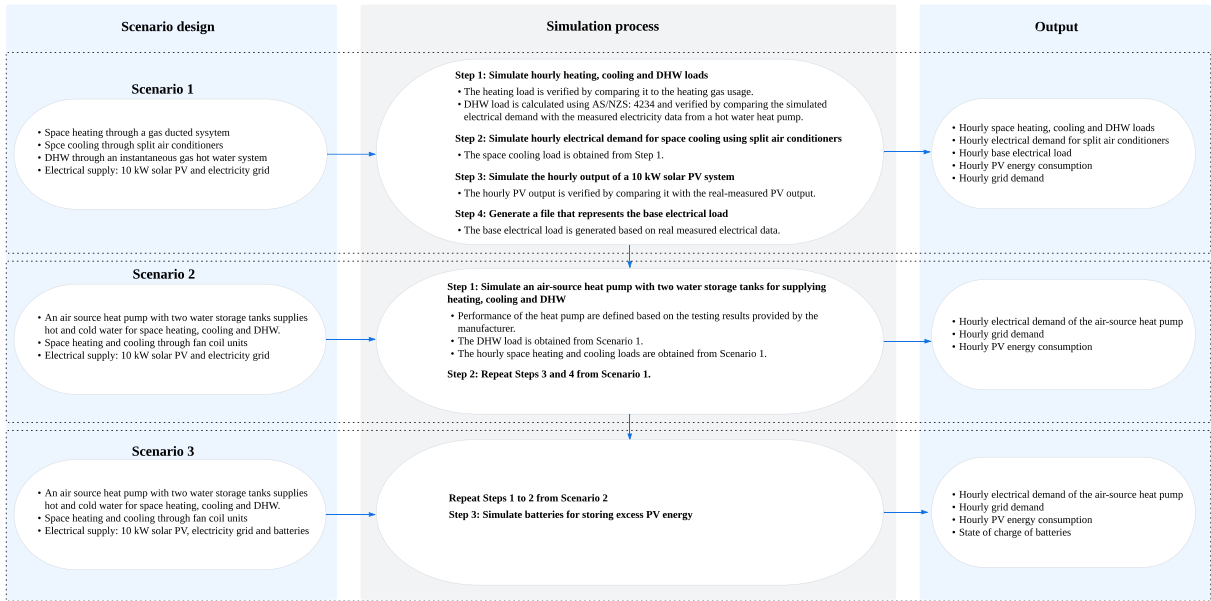 Scenario design
Simulation process
Output
Scenario 1
• Space heating through a gas ducted sysytem
• Spce cooling through split air conditioners
• DHW through an instantaneous gas hot water system
• Electrical supply: 10 kW solar PV and electricity grid
Step 1: Simulate hourly heating, cooling and DHW loads
• The heating load is verified by comparing it to the heating gas usage.
• DHW load is calculated using AS/NZS: 4234 and verified by comparing the simulated
electrical demand with the measured electricity data from a hot water heat pump.
Step 2: Simulate hourly electrical demand for space cooling using split air conditioners
• The space cooling load is obtained from Step 1.
Step 3: Simulate the hourly output of a 10 kW solar PV system
• The hourly PV output is verified by comparing it with the real-measured PV output.
Step 4: Generate a file that represents the base electrical load
• The base electrical load is generated based on real measured electrical data.
• Hourly space heating, cooling and DHW loads
• Hourly electrical demand for split air conditioners
• Hourly base electrical load
• Hourly PV energy consumption
• Hourly grid demand
Scenario 2
• An air source heat pump with two water storage tanks supplies
hot and cold water for space heating, cooling and DHW.
• Space heating and cooling through fan coil units
• Electrical supply: 10 kW solar PV and electricity grid
Step 1: Simulate an air-source heat pump with two water storage tanks for supplying
heating, cooling and DHW
• Performance of the heat pump are defined based on the testing results provided by the
manufacturer.
• The DHW load is obtained from Scenario 1.
• The hourly space heating and cooling loads are obtained from Scenario 1.
Step 2: Repeat Steps 3 and 4 from Scenario 1.
• Hourly electrical demand of the air-source heat pump
• Hourly grid demand
• Hourly PV energy consumption
Scenario 3
• An air source heat pump with two water storage tanks supplies
hot and cold water for space heating, cooling and DHW.
• Space heating and cooling through fan coil units
• Electrical supply: 10 kW solar PV, electricity grid and batteries
Repeat Steps 1 to 2 from Scenario 2
Step 3: Simulate batteries for storing excess PV energy
• Hourly electrical demand of the air-source heat pump
• Hourly grid demand
• Hourly PV energy consumption
• State of charge of batteries